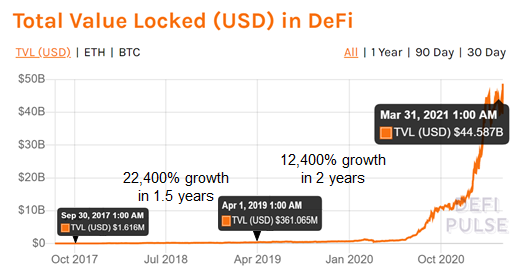 Total Value Locked (USD) in DeFi
TVL (USD) | ETH | BTC
All | 1 Year | 90 Day | 30 Day
$50B
$40B
$30B
$20B
$10B
$0
Mar 31, 2021 1:00 AM
TVL (USD) $44.587B
12,400% growth
in 2 years
22,400% growth
in 1.5 years
Apr 1, 2019 1:00 AM
TVL (USD) $361.065M
Sep 30, 2017 1:00 AM
TVL (USD) $1.616M
DEFI
PULSE
Oct 2017
Jul 2018
Apr 2019
Jan 2020
Oct 2020